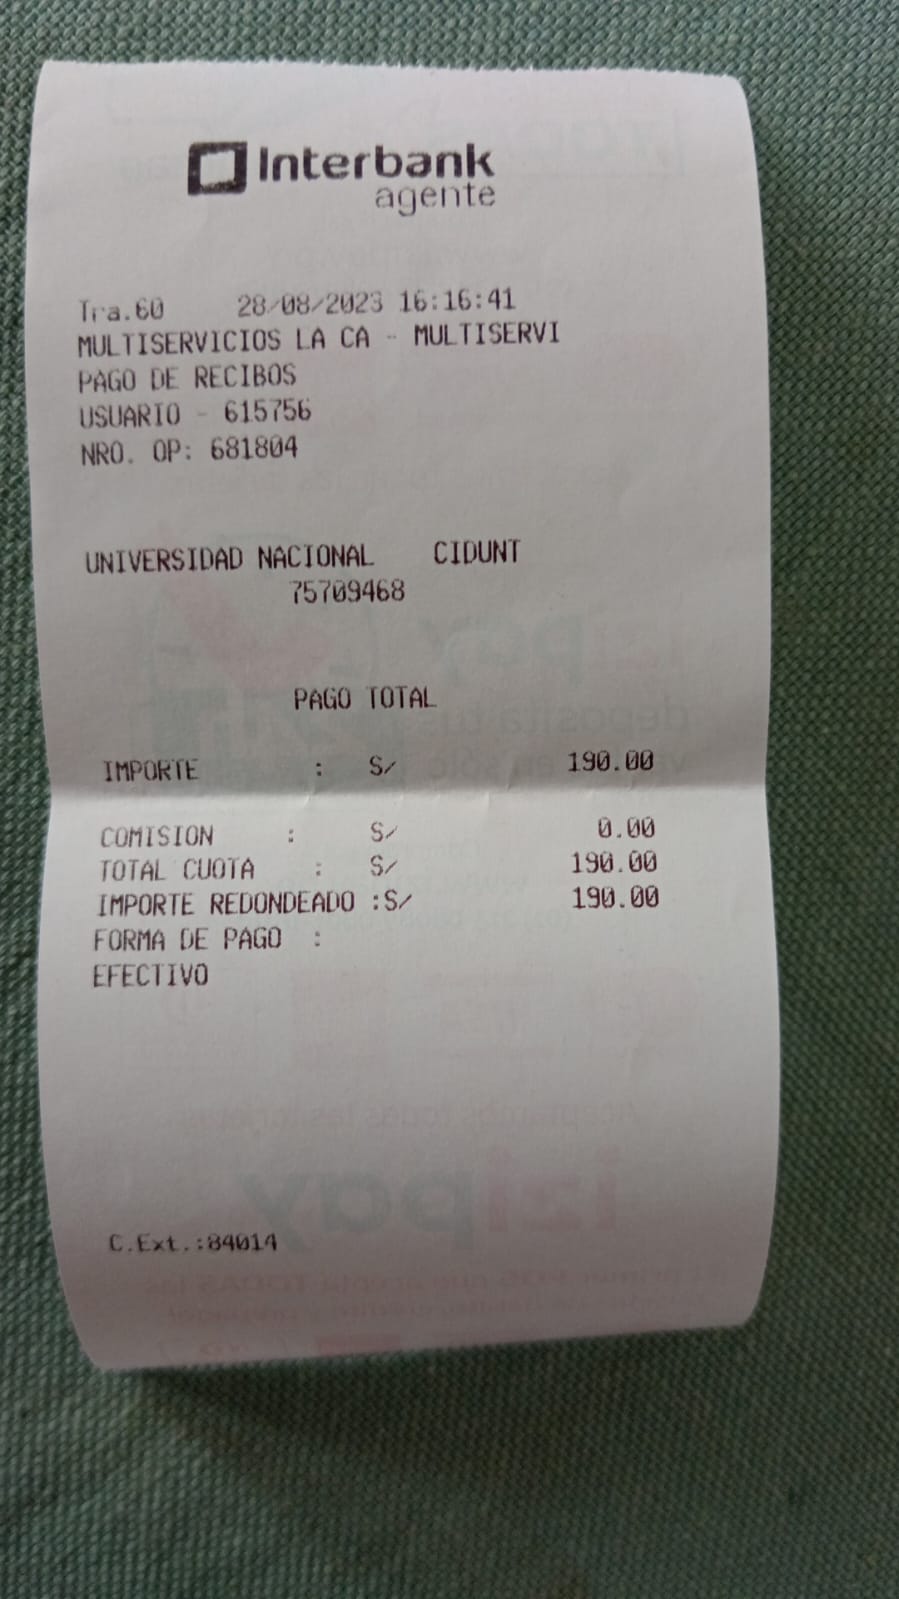 Interbank
agente
Tra.60 28/08/2023 16:16:41
MULTISERVICIOS LA CA - MULTISERVI
PAGO DE RECIBOS
USUARIO - 615756
NRO. OP: 681804
UNIVERSIDAD NACIONAL CIDUNT
75709468
PAGO TOTAL
IMPORTE : S/ 190.00
COMISION : S/ 0.00
TOTAL CUOTA : S/ 190.00
IMPORTE REDONDEADO :S/ 190.00
FORMA DE PAGO :
EFECTIVO
C.Ext.:84014
izipay